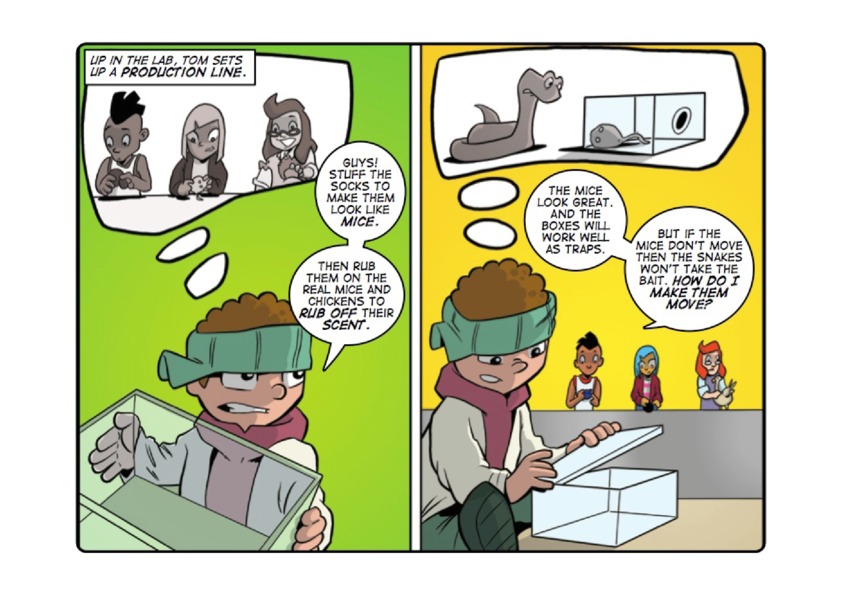 UP IN THE LAB, TOM SETS
UP A PRODUCTION LINE.
GUYS!
STUFF THE
SOCKS TO
MAKE THEM
LOOK LIKE
MICE.
THEN RUB
THEM ON THE
REAL MICE AND
CHICKENS TO
RUB OFF THEIR
SCENT.
THE MICE
LOOK GREAT.
AND THE
BOXES WILL
WORK WELL
AS TRAPS.
BUT IF THE
MICE DON'T MOVE
THEN THE SNAKES
WON'T TAKE THE
BAIT. HOW DO I
MAKE THEM
MOVE?